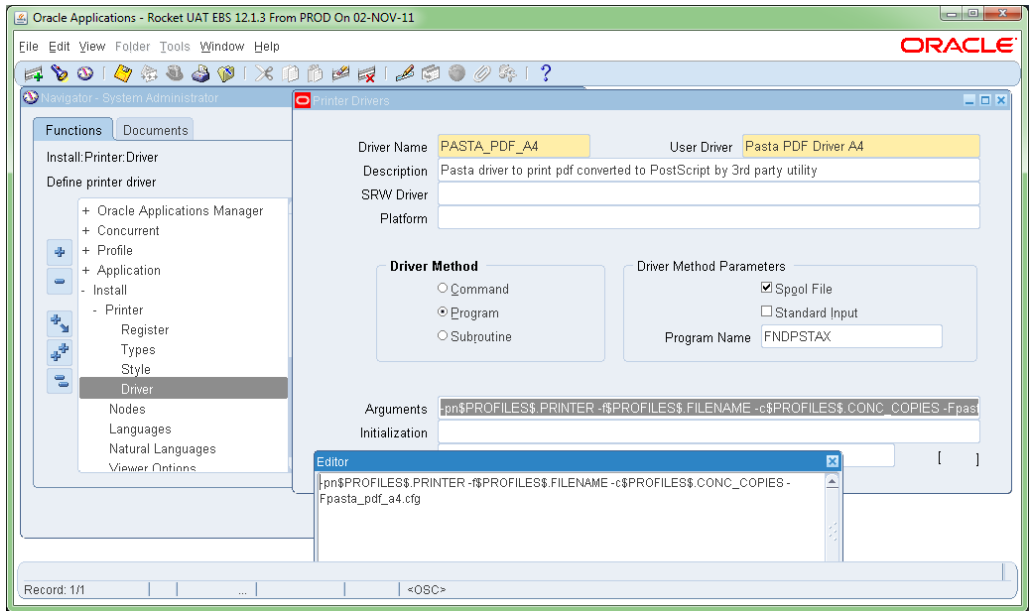 Oracle Applications - Rocket UAT EBS 12.1.3 From PROD On 02-NOV-11
File Edit View Folder Tools Window Help
ORACLE
Navigator - System Administrator
Functions Documents
Install:Printer:Driver
Define printer driver
+ Oracle Applications Manager
+ Concurrent
+ Profile
+ Application
- Install
- Printer
Register
Types
Style
Driver
Nodes
Languages
Natural Languages
Viewer Options
Printer Drivers
Driver Name PASTA_PDF_A4 User Driver Pasta PDF Driver A4
Description Pasta driver to print pdf converted to PostScript by 3rd party utility
SRW Driver
Platform
Driver Method
Command
Program
Subroutine
Driver Method Parameters
Spool File
Standard Input
Program Name FNDPSTAX
Arguments -pn$PROFILES$.PRINTER -f$PROFILES$.FILENAME -c$PROFILES$.CONC_COPIES -Fpast
Initialization
[ ]
Editor
-pn$PROFILES$.PRINTER -f$PROFILES$.FILENAME -c$PROFILES$.CONC_COPIES -
Fpasta_pdf_a4.cfg
Record: 1/1 ... <OSC>